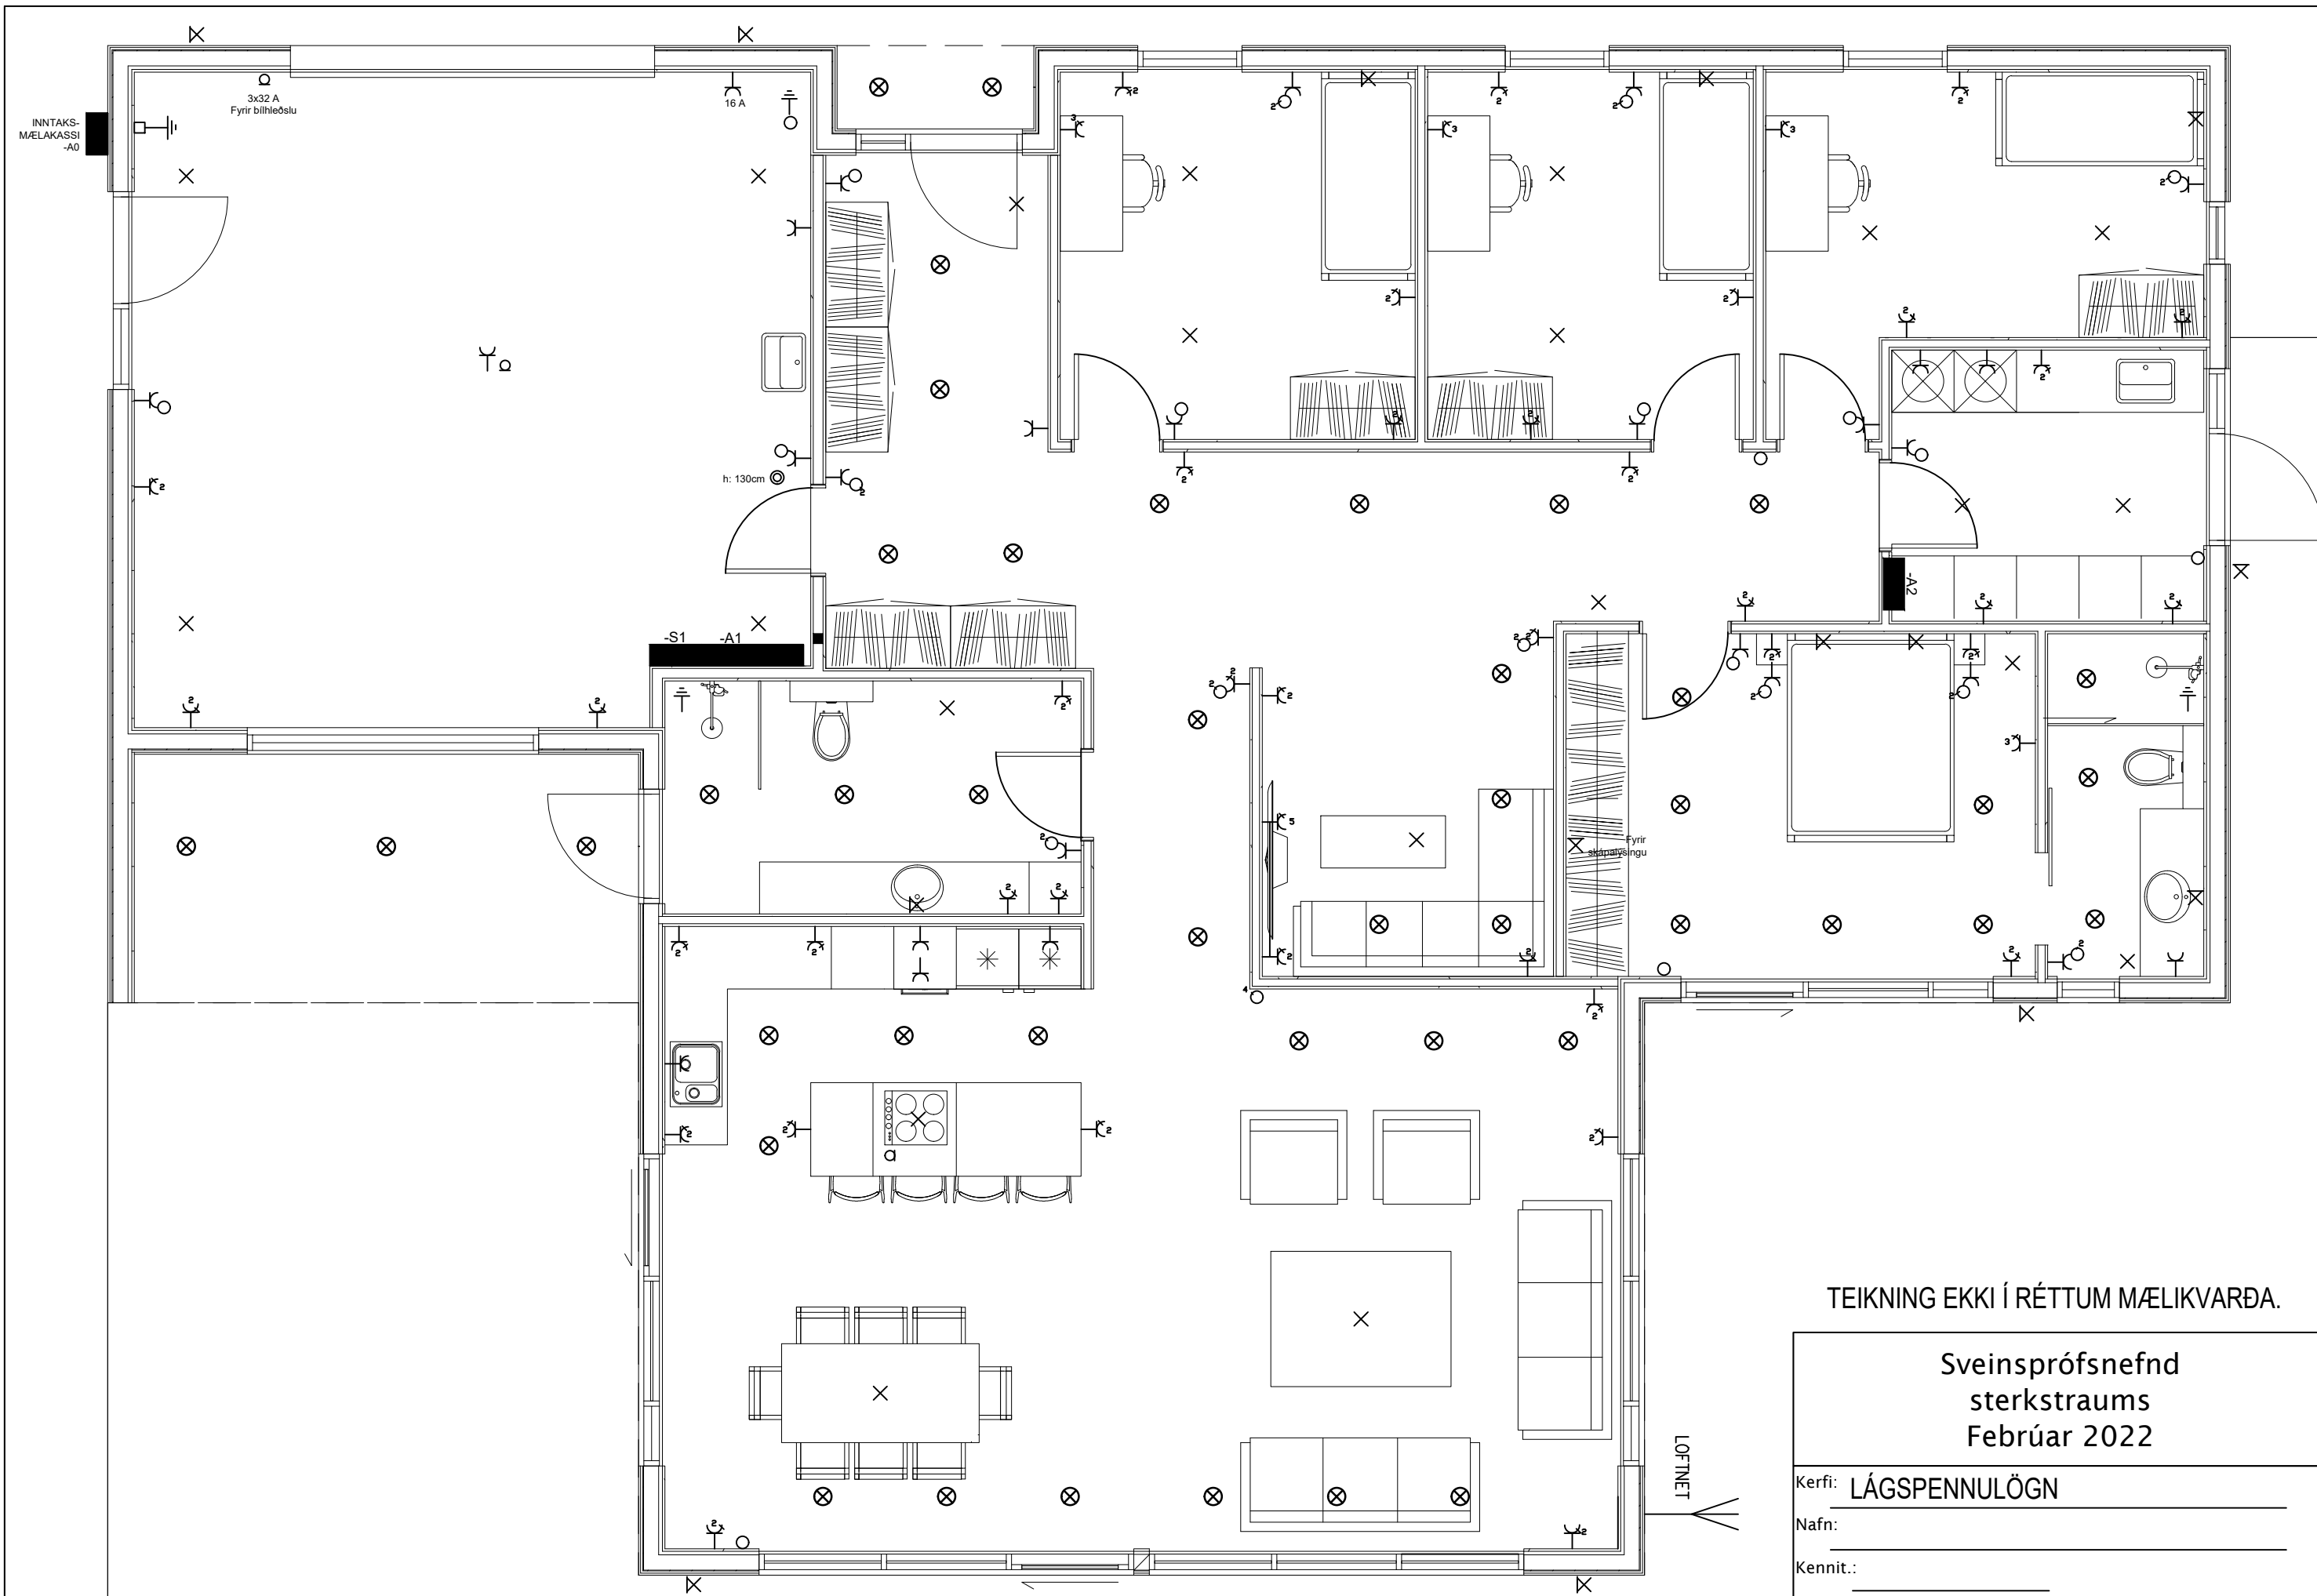 3x32 A
Fyrir bílhleðslu
16 A
INNTAKS-
MÆLAKASSI
-A0
h: 130cm
-S1 -A1
-A2
Fyrir
skápalýsingu
LOFTNET
TEIKNING EKKI Í RÉTTUM MÆLIKVARÐA.
Sveinsprófsnefnd
sterkstraums
Febrúar 2022
Kerfi: LÁGSPENNULÖGN
Nafn:
Kennit.: